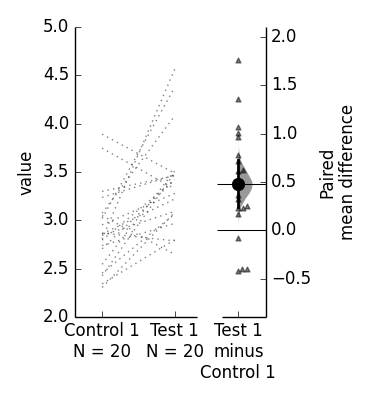 5.0
4.5
4.0
3.5
3.0
2.5
2.0
value
Control 1
N = 20
Test 1
N = 20
2.0
1.5
1.0
0.5
0.0
−0.5
Paired
mean difference
Test 1
minus
Control 1